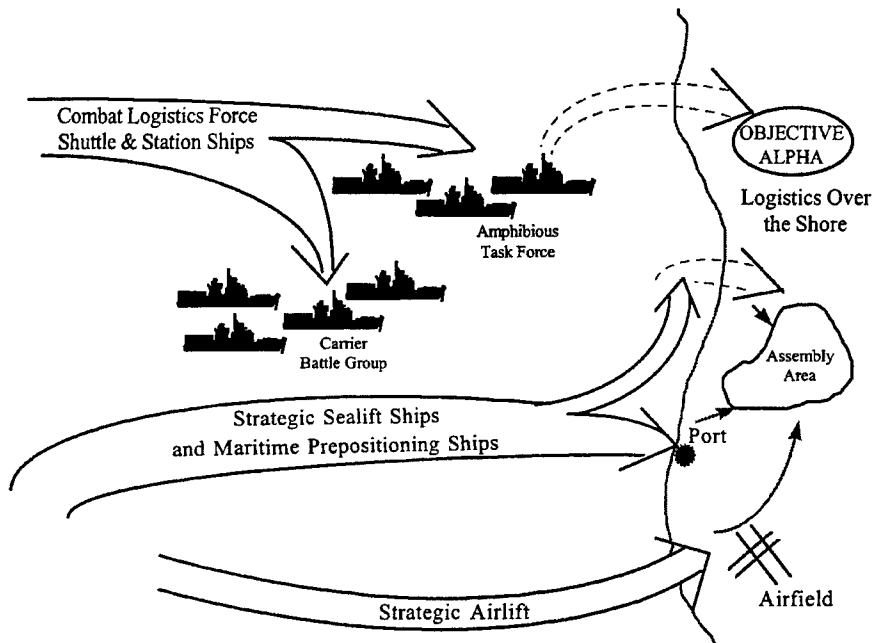 Combat Logistics Force
Shuttle & Station Ships
OBJECTIVE
ALPHA
Logistics Over
the Shore
Amphibious
Task Force
Carrier
Battle Group
Assembly
Area
Strategic Sealift Ships
and Maritime Prepositioning Ships
Port
Airfield
Strategic Airlift